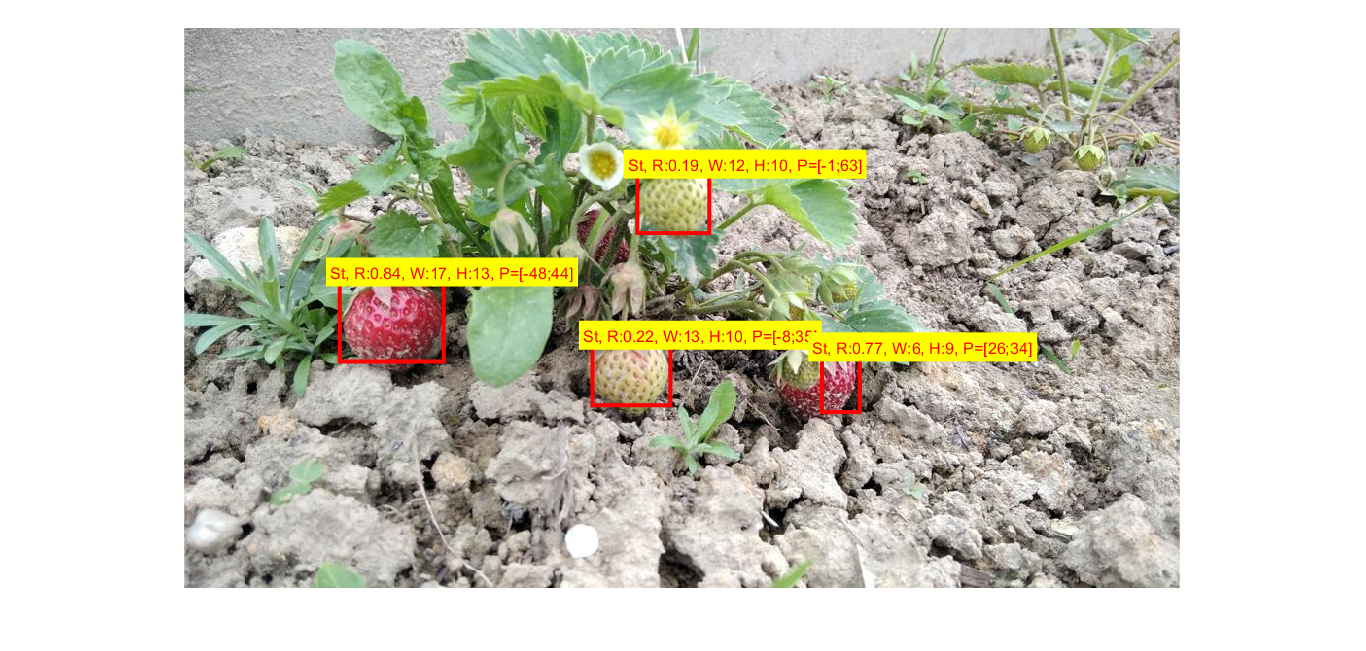 St, R:0.19, W:12, H:10, P=[-1;63]
St, R:0.84, W:17, H:13, P=[-48;44]
St, R:0.22, W:13, H:10, P=[-8;35]
St, R:0.77, W:6, H:9, P=[26;34]